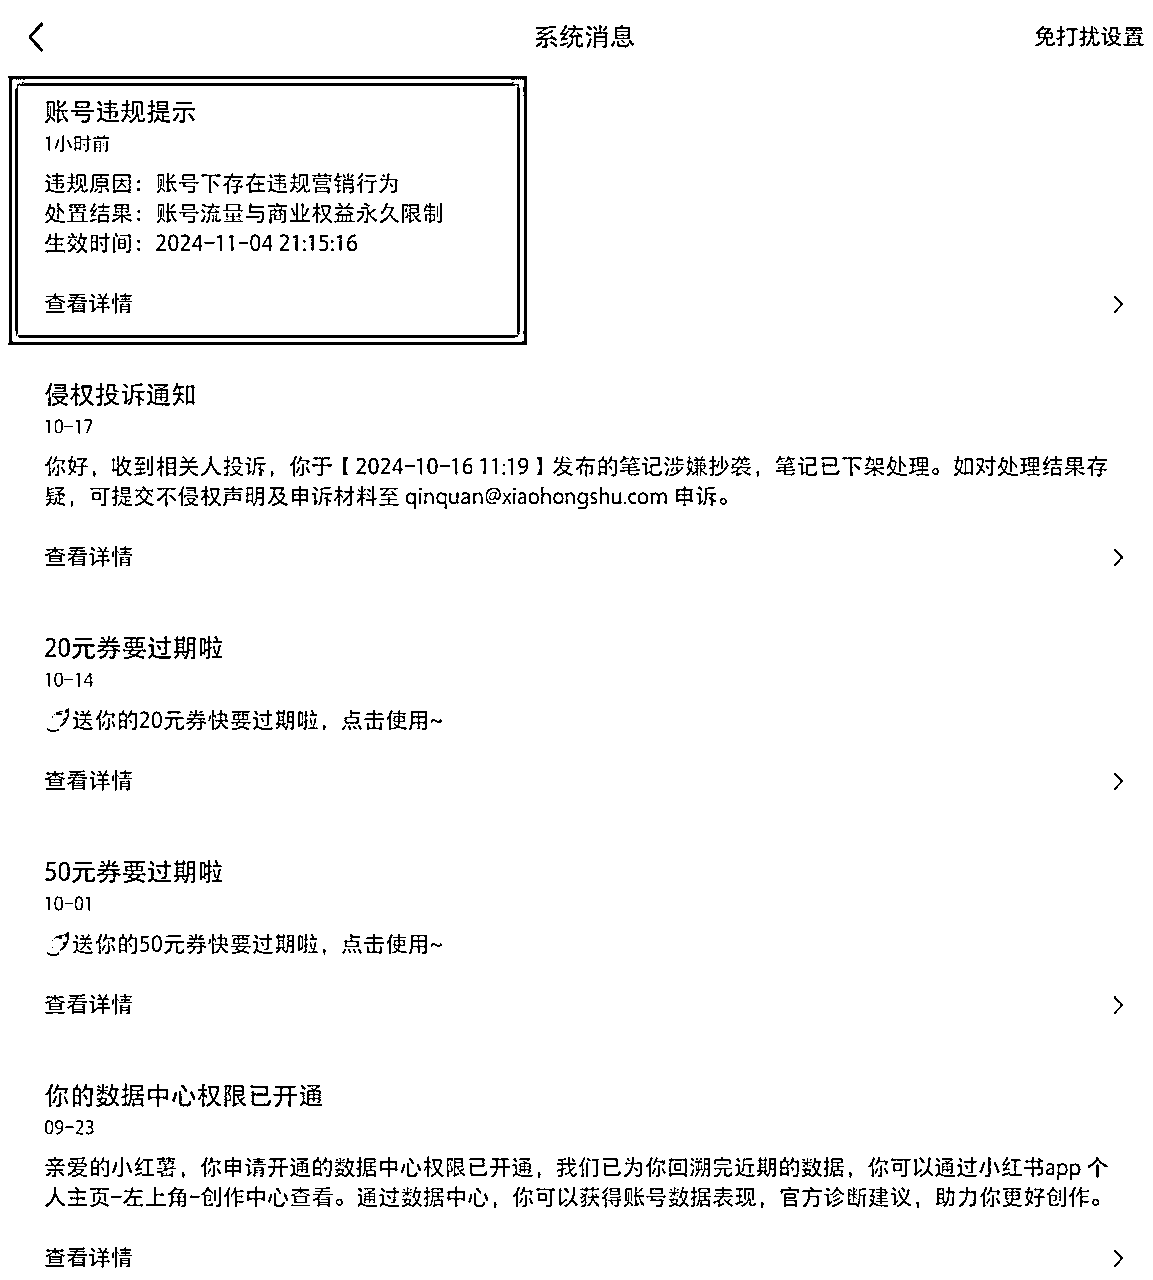 系统消息
免打扰设置
账号违规提示
1小时前
违规原因：账号下存在违规营销行为
处置结果：账号流量与商业权益永久限制
生效时间：2024-11-04 21:15:16
查看详情
侵权投诉通知
10-17
你好，收到相关人投诉，你于【2024-10-16 11:19】发布的笔记涉嫌抄袭，笔记已下架处理。如对处理结果存
疑，可提交不侵权声明及申诉材料至 qinquan@xiaohongshu.com 申诉。
查看详情
20元券要过期啦
10-14
送你的20元券快要过期啦，点击使用~
查看详情
50元券要过期啦
10-01
送你的50元券快要过期啦，点击使用~
查看详情
你的数据中心权限已开通
09-23
亲爱的小红薯，你申请开通的数据中心权限已开通，我们已为你回溯完近期的数据，你可以通过小红书app 个
人主页-左上角-创作中心查看。通过数据中心，你可以获得账号数据表现，官方诊断建议，助力你更好创作。
查看详情